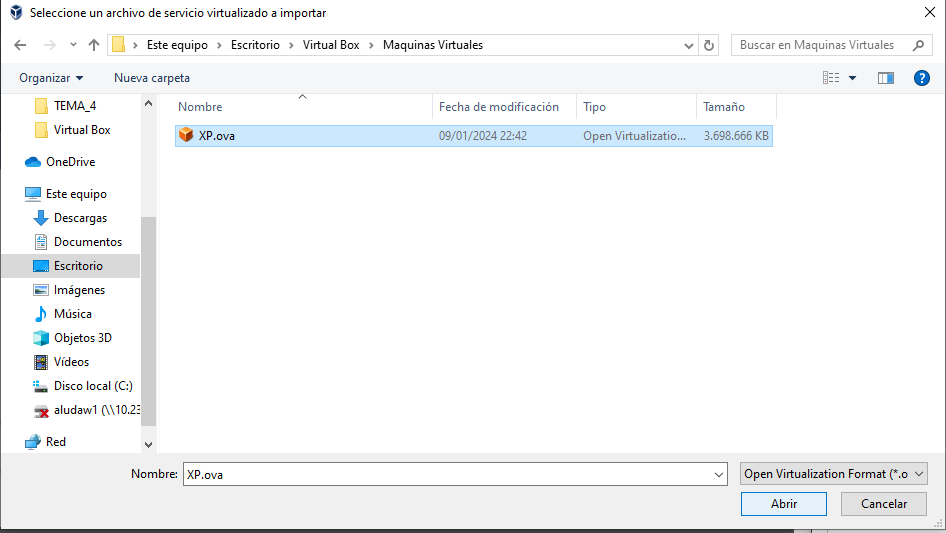 Seleccione un archivo de servicio virtualizado a importar
Este equipo > Escritorio > Virtual Box > Maquinas Virtuales
Buscar en Maquinas Virtuales
Organizar Nueva carpeta
Nombre Fecha de modificación Tipo Tamaño
XP.ova 09/01/2024 22:42 Open Virtualizatio... 3.698.666 KB
TEMA_4
Virtual Box
OneDrive
Este equipo
Descargas
Documentos
Escritorio
Imágenes
Música
Objetos 3D
Vídeos
Disco local (C:)
aludaw1 (\\10.23
Red
Nombre: XP.ova Open Virtualization Format (*.o
Abrir Cancelar